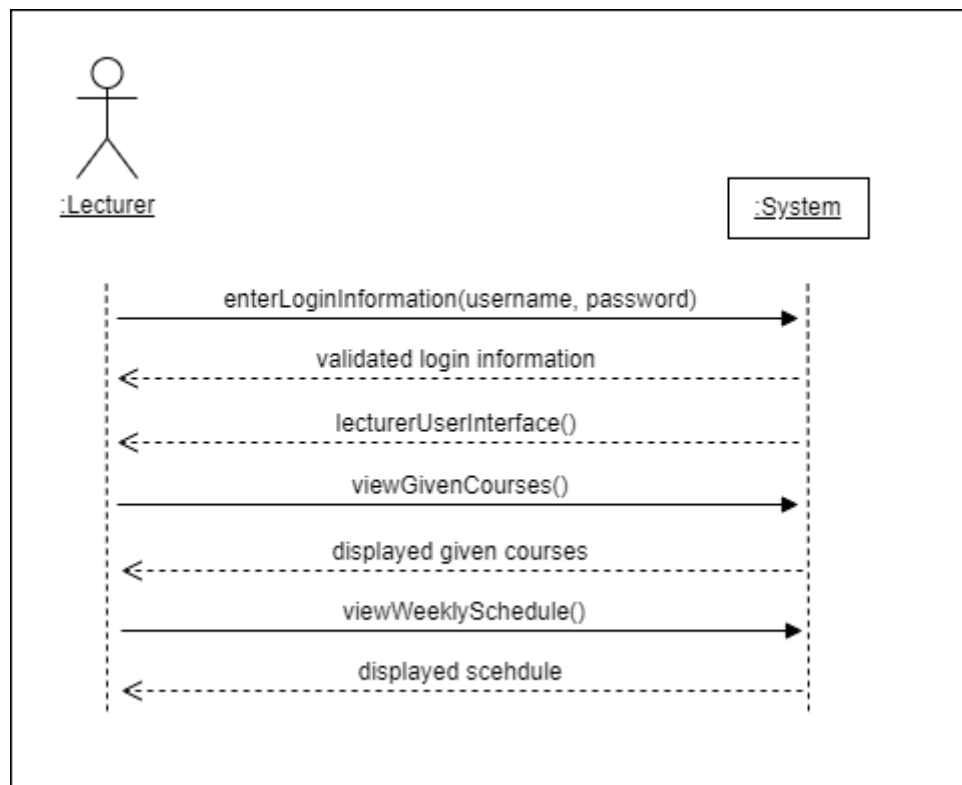 :Lecturer
:System
enterLoginInformation(username, password)
validated login information
lecturerUserInterface()
viewGivenCourses()
displayed given courses
viewWeeklySchedule()
displayed scehdule